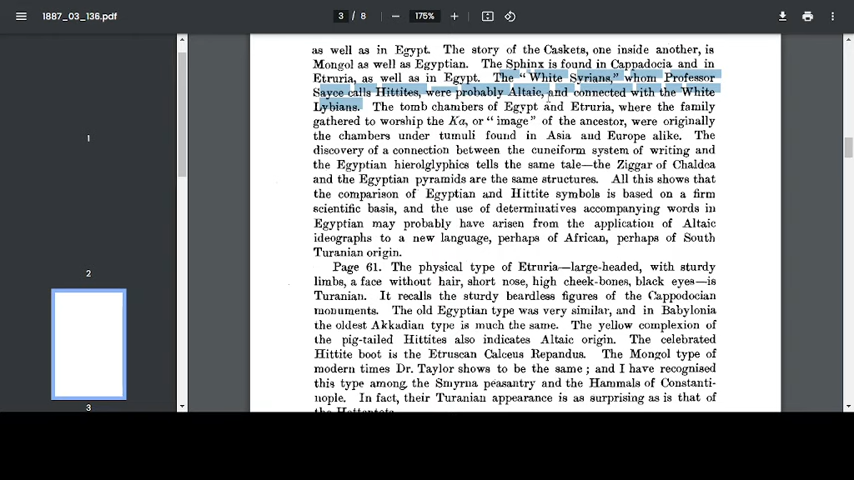 1887_03_136.pdf
3 / 8
175%
as well as in Egypt. The story of the Caskets, one inside another, is
Mongol as well as Egyptian. The Sphinx is found in Cappadocia and in
Etruria, as well as in Egypt. The "White Syrians," whom Professor
Sayce calls Hittites, were probably Altaic, and connected with the White
Lybians. The tomb chambers of Egypt and Etruria, where the family
gathered to worship the Ka, or "image" of the ancestor, were originally
the chambers under tumuli found in Asia and Europe alike. The
discovery of a connection between the cuneiform system of writing and
the Egyptian hierolglyphics tells the same tale—the Ziggar of Chaldea
and the Egyptian pyramids are the same structures. All this shows that
the comparison of Egyptian and Hittite symbols is based on a firm
scientific basis, and the use of determinatives accompanying words in
Egyptian may probably have arisen from the application of Altaic
ideographs to a new language, perhaps of African, perhaps of South
Turanian origin.
Page 61. The physical type of Etruria—large-headed, with sturdy
limbs, a face without hair, short nose, high cheek-bones, black eyes—is
Turanian. It recalls the sturdy beardless figures of the Cappodocian
monuments. The old Egyptian type was very similar, and in Babylonia
the oldest Akkadian type is much the same. The yellow complexion of
the pig-tailed Hittites also indicates Altaic origin. The celebrated
Hittite boot is the Etruscan Calceus Repandus. The Mongol type of
modern times Dr. Taylor shows to be the same; and I have recognised
this type among the Smyrna peasantry and the Hammals of Constanti-
nople. In fact, their Turanian appearance is as surprising as is that of
the Hottentots
1
2
3